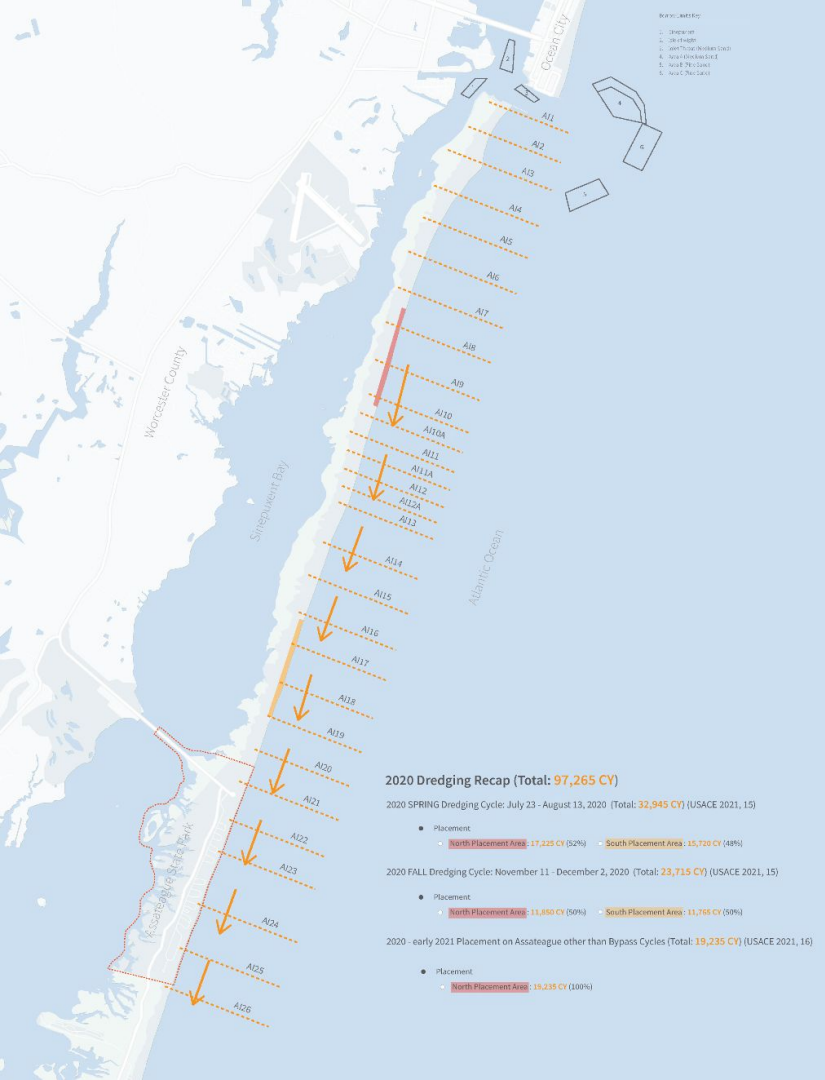 Ocean City
Worcester County
Sinepuxent Bay
Atlantic Ocean
Assateague State Park
AI1
AI2
AI3
AI4
AI5
AI6
AI7
AI8
AI9
AI10
AI10A
AI11
AI11A
AI12
AI12A
AI13
AI14
AI15
AI16
AI17
AI18
AI19
AI20
AI21
AI22
AI23
AI24
AI25
AI26
2020 Dredging Recap (Total: 97,265 CY)
2020 SPRING Dredging Cycle: July 23 - August 13, 2020 (Total: 32,945 CY) (USACE 2021, 15)
Placement
North Placement Area : 17,225 CY (52%) South Placement Area : 15,720 CY (48%)
2020 FALL Dredging Cycle: November 11 - December 2, 2020 (Total: 23,715 CY) (USACE 2021, 15)
Placement
North Placement Area : 11,950 CY (50%) South Placement Area : 11,765 CY (50%)
2020 - early 2021 Placement on Assateague other than Bypass Cycles (Total: 19,235 CY) (USACE 2021, 16)
Placement
North Placement Area : 19,235 CY (100%)